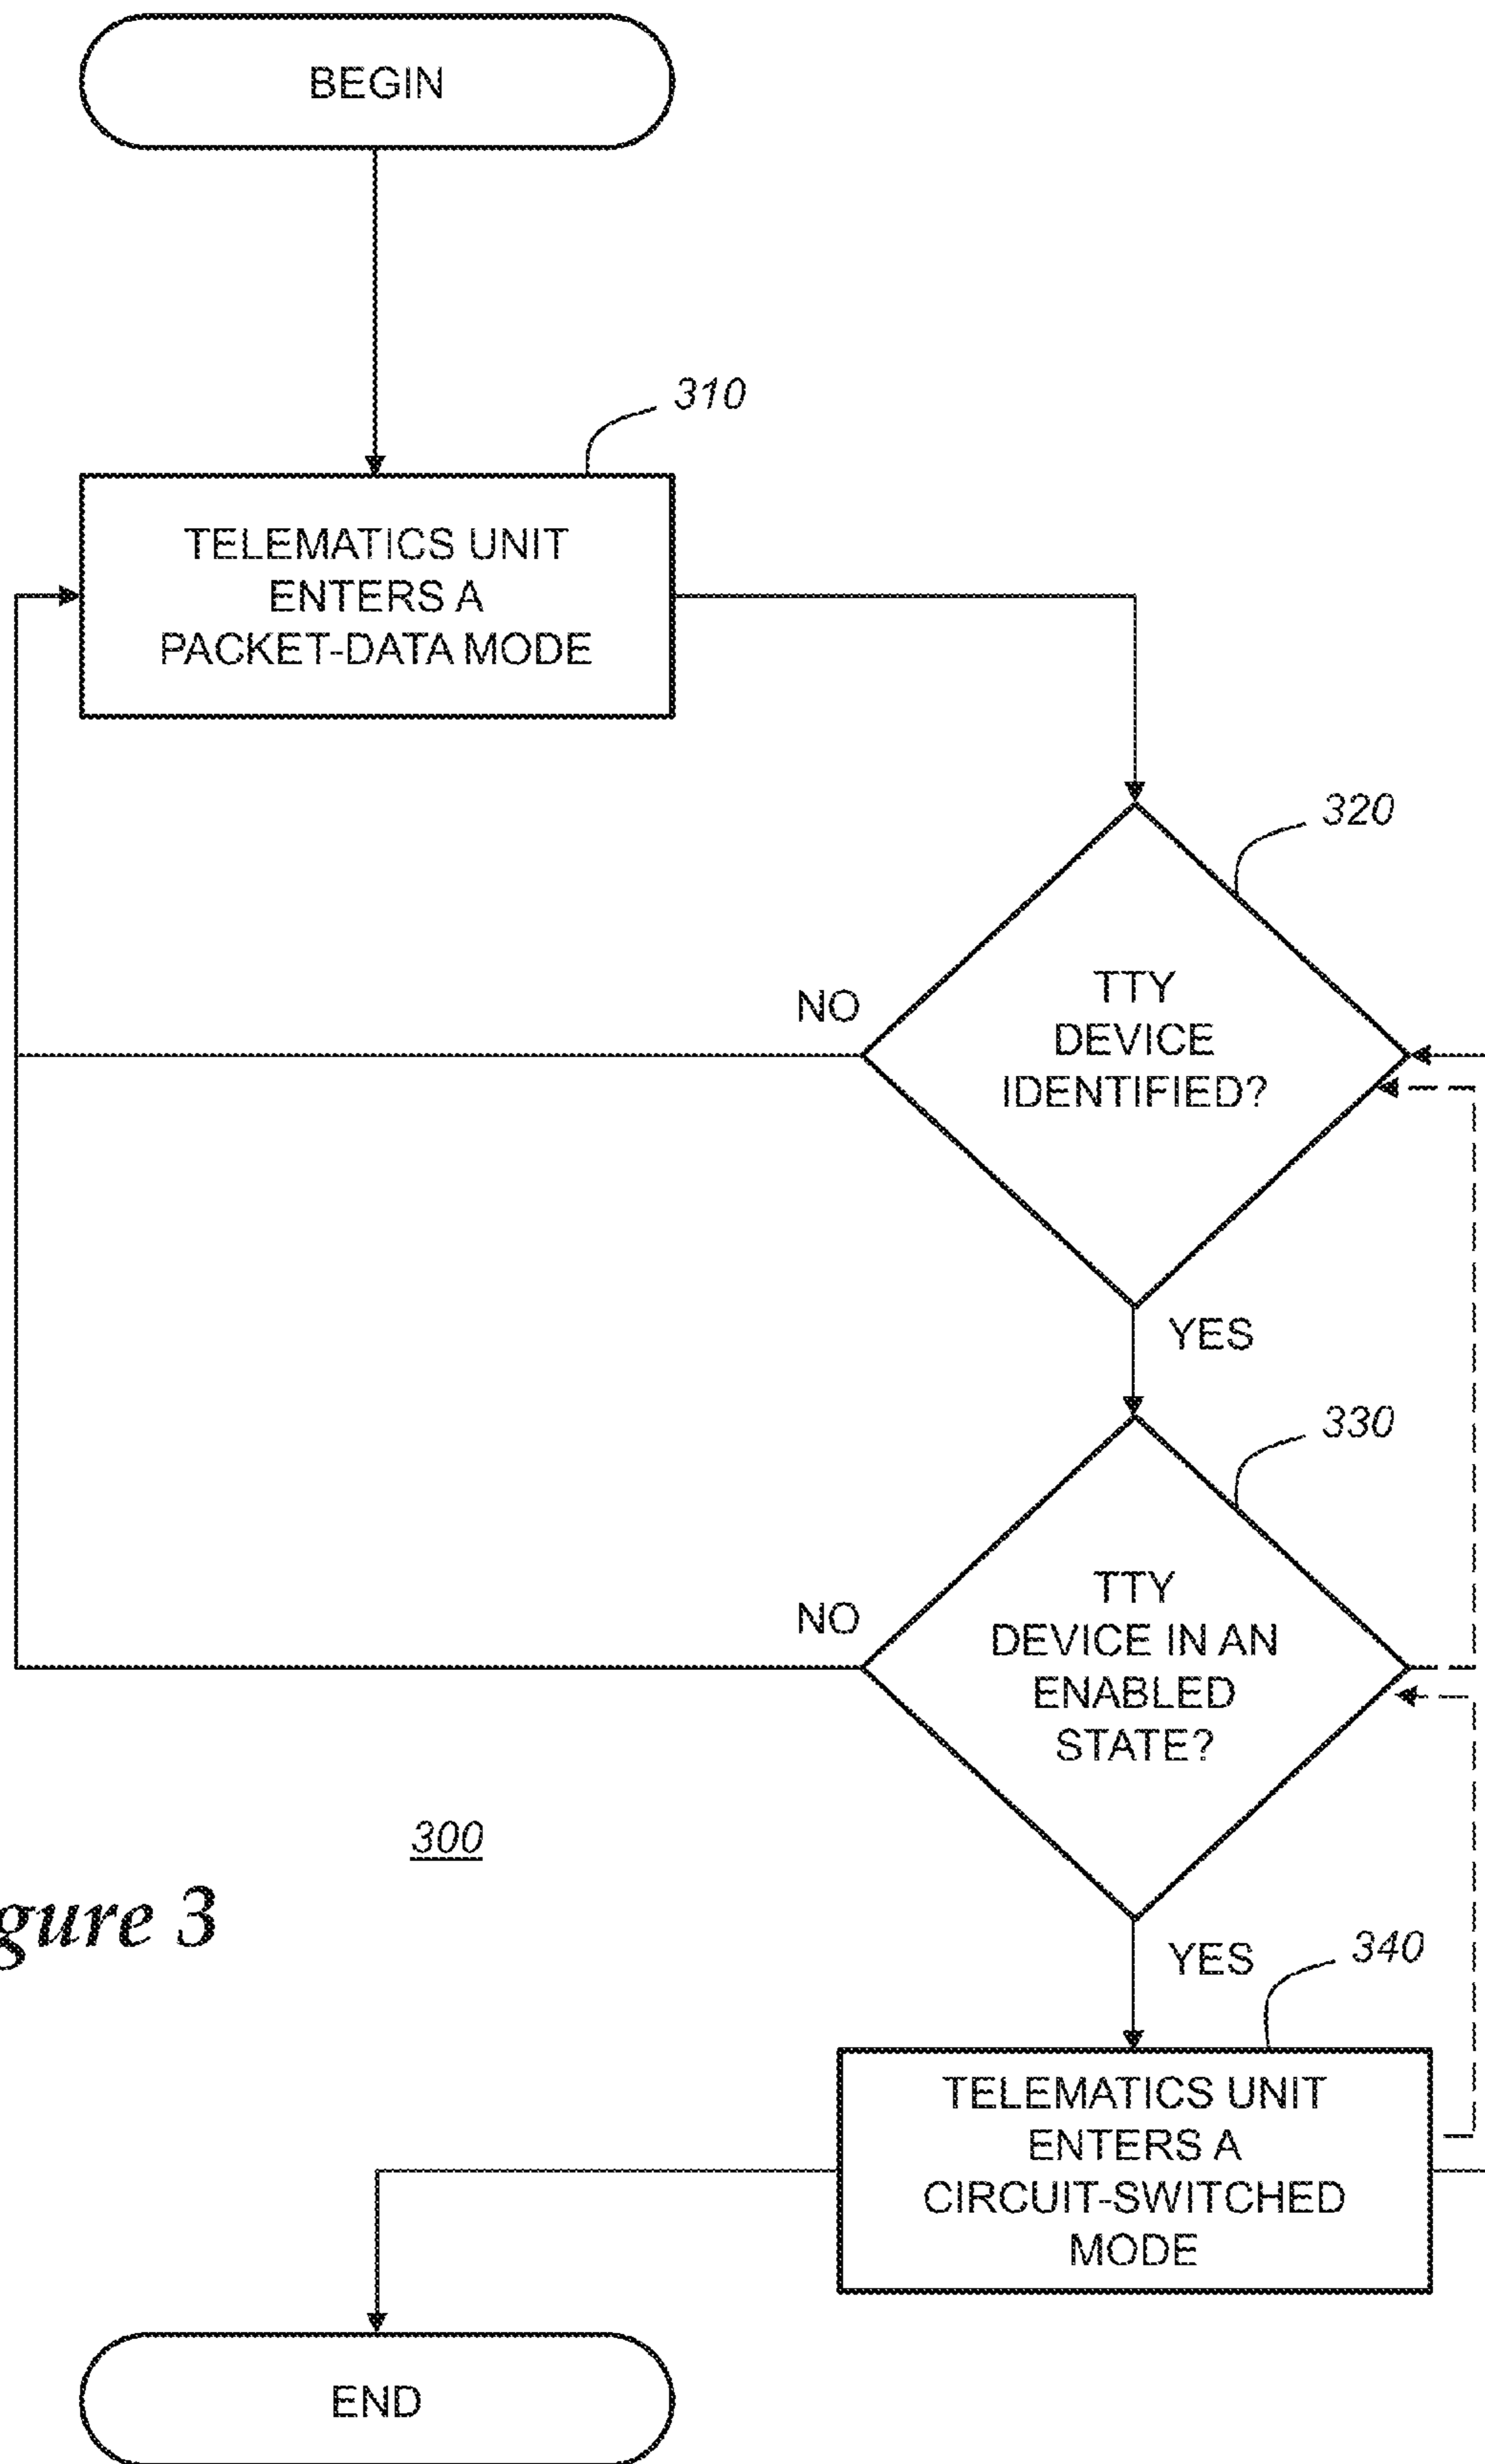 BEGIN
310
TELEMATICS UNIT
ENTERS A
PACKET-DATA MODE
320
NO
TTY
DEVICE
IDENTIFIED?
YES
330
NO
TTY
DEVICE IN AN
ENABLED
STATE?
300
gure 3
YES
340
TELEMATICS UNIT
ENTERS A
CIRCUIT-SWITCHED
MODE
END